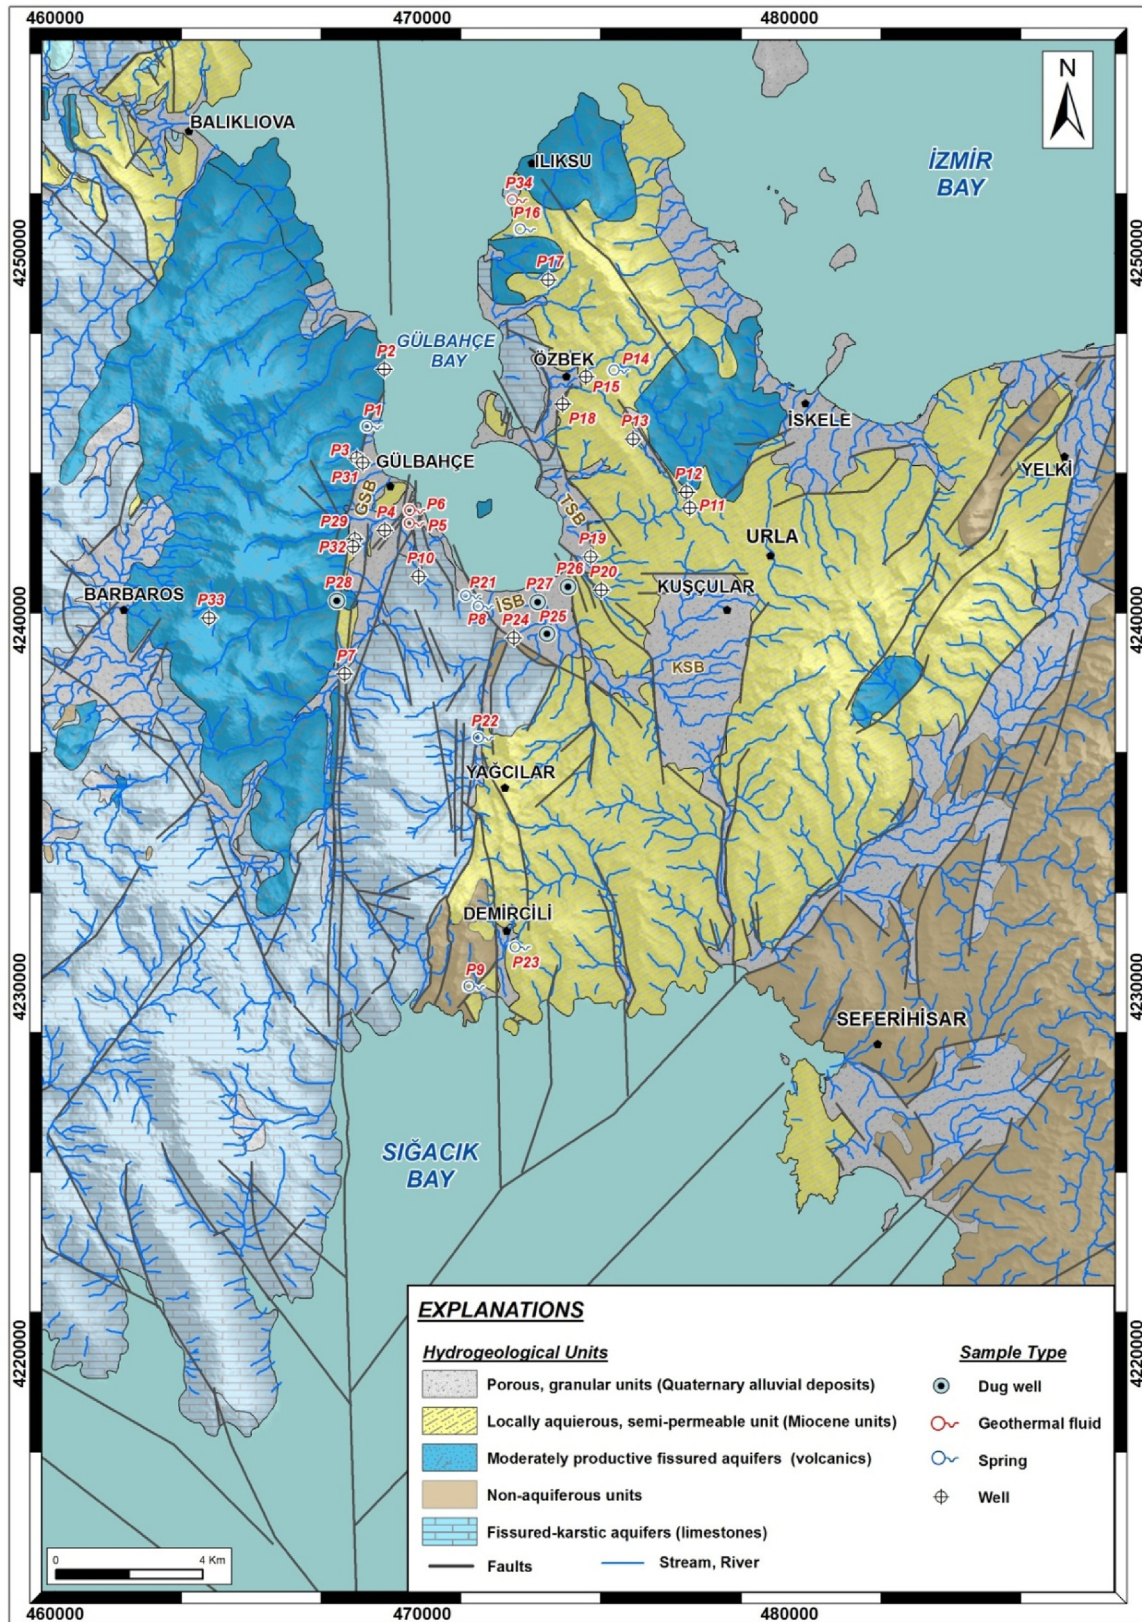 460000 470000 480000
N
BALIKLIOVA
ILIKSU
İZMİR
BAY
P34
P16
4250000
4250000
P17
GÜLBAHÇE
BAY
P2
ÖZBEK
P14
P15
P18
İSKELE
P1
P13
P3
GÜLBAHÇE
YELKİ
P31
P12
GSB
P4
P6
P11
TSB
P29
P5
P19
URLA
P32
P10
P26
P20
BARBAROS
P28
P21
P27
KUŞÇULAR
P33
İSB
P8
P24
P25
4240000
4240000
P7
KSB
P22
YAĞCILAR
DEMİRCİLİ
P23
P9
4230000
4230000
SEFERİHİSAR
SIĞACIK
BAY
4220000
4220000
EXPLANATIONS
Hydrogeological Units
Sample Type
Porous, granular units (Quaternary alluvial deposits)
Dug well
Locally aquierous, semi-permeable unit (Miocene units)
Geothermal fluid
Moderately productive fissured aquifers (volcanics)
Spring
Non-aquiferous units
Well
Fissured-karstic aquifers (limestones)
Faults
Stream, River
0 4 Km
460000 470000 480000